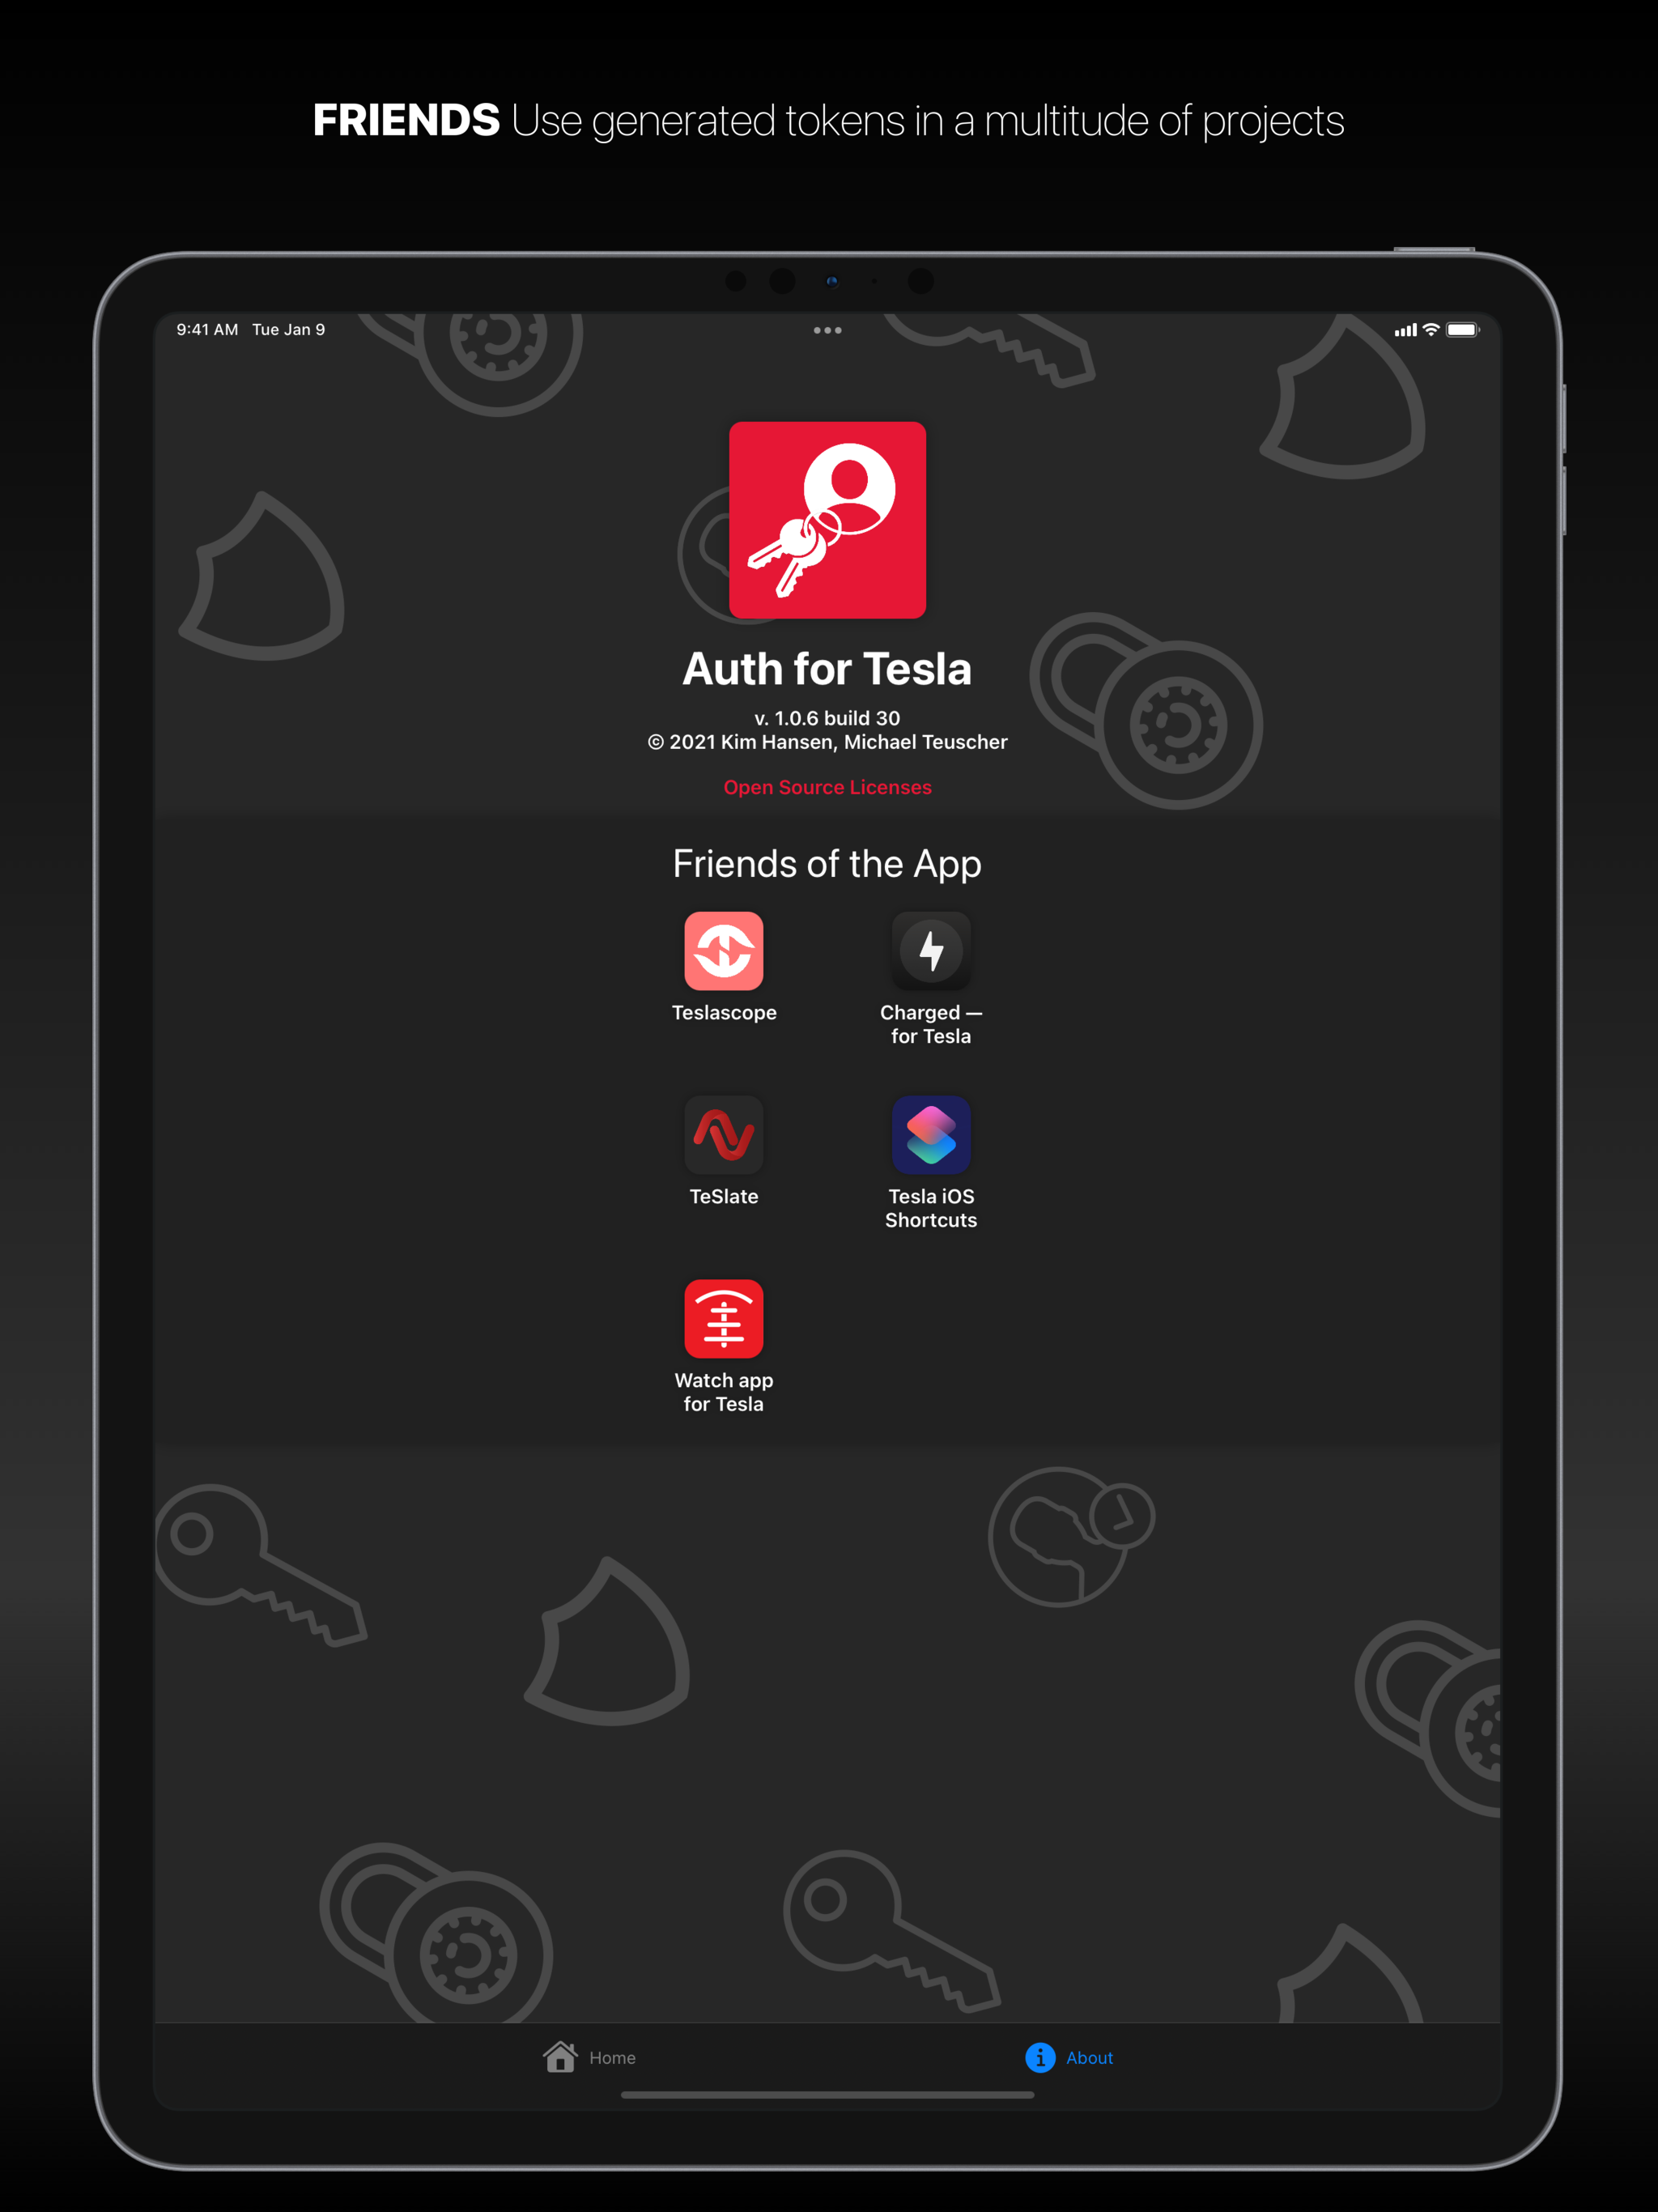 FRIENDS Use generated tokens in a multitude of projects
9:41 AM Tue Jan 9
Auth for Tesla
v. 1.0.6 build 30
© 2021 Kim Hansen, Michael Teuscher
Open Source Licenses
Friends of the App
Teslascope
Charged —
for Tesla
TeSlate
Tesla iOS
Shortcuts
Watch app
for Tesla
Home
About